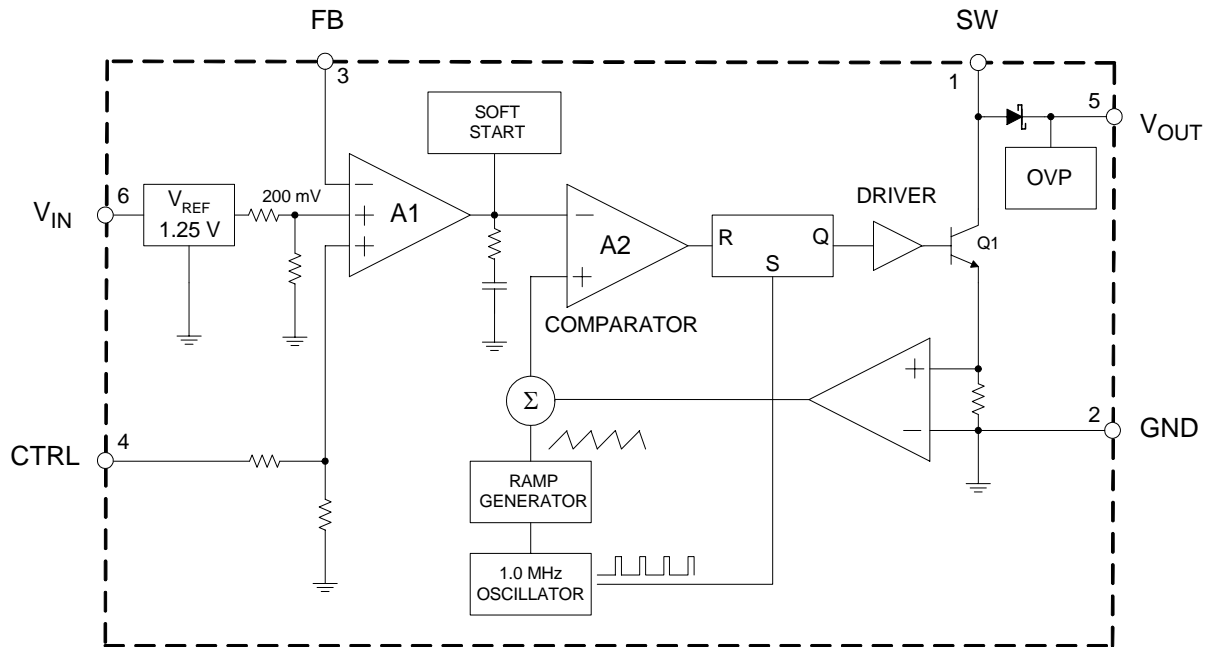 FB
SW
3
1
5
V_OUT
SOFT
START
OVP
6
V_IN
V_REF
1.25 V
200 mV
−
+
+
A1
−
+
A2
COMPARATOR
R
Q
S
DRIVER
Q1
+
−
2
GND
Σ
CTRL
4
RAMP
GENERATOR
1.0 MHz
OSCILLATOR